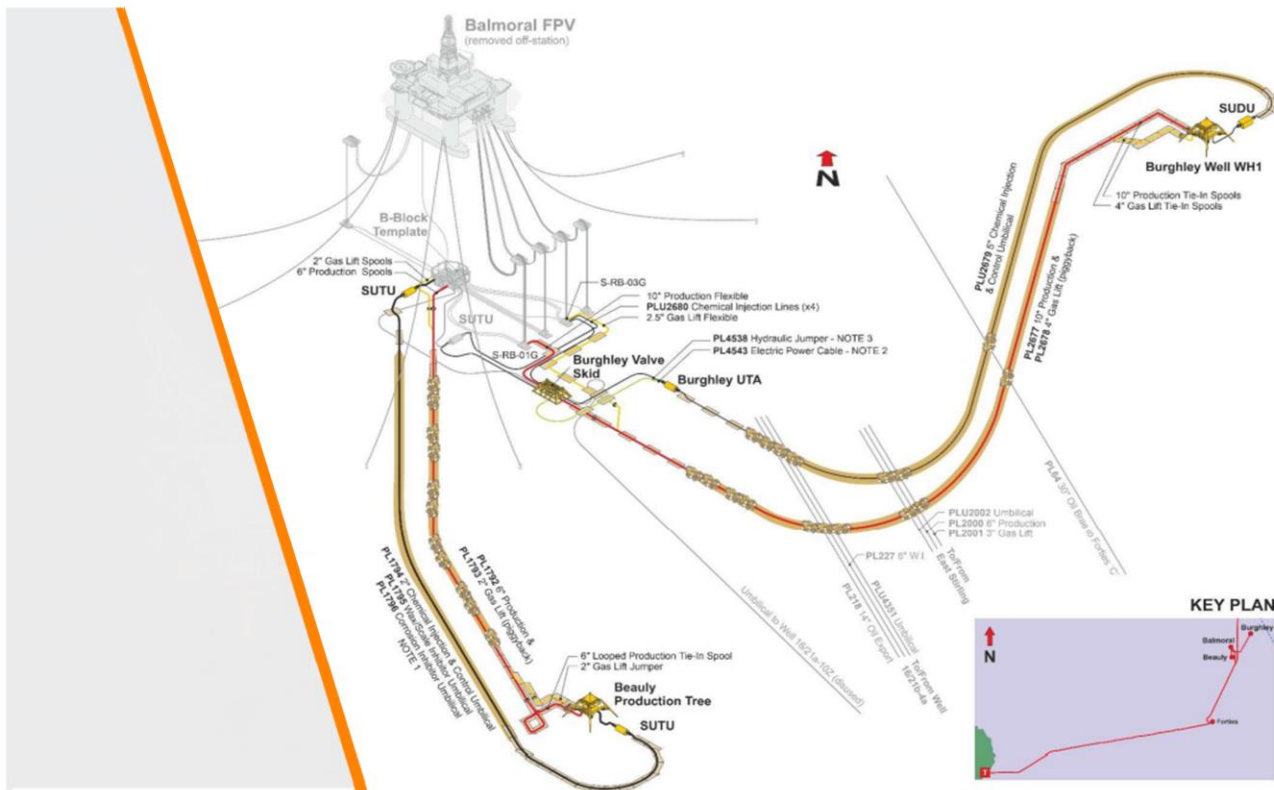 Balmoral FPV
(removed off-station)
SUDU
Burghley Well WH1
N
10" Production Tie-In Spools
4" Gas Lift Tie-In Spools
B-Block
Template
2" Gas Lift Spools
6" Production Spools
SUTU
SUTU
S-RB-03G
10" Production Flexible
PLU2680 Chemical Injection Lines (x4)
2.5" Gas Lift Flexible
S-RB-01G
PL4538 Hydraulic Jumper - NOTE 3
PL4543 Electric Power Cable - NOTE 2
Burghley Valve
Skid
Burghley UTA
PLU2679 5" Chemical Injection
& Control Umbilical
PL2677 10" Production &
PL2678 4" Gas Lift (piggyback)
PL64 30" Oil Brae to Forties 'C'
PLU2002 Umbilical
PL2000 6" Production
PL2001 3" Gas Lift
To/From
East Stirling
PL227 8" W.I.
PLU4351 Umbilical
PL218 14" Oil Export
To/From Well
16/21b-4a
Umbilical to Well 16/21a-10Z (disused)
PL1792 6" Production &
PL1793 2" Gas Lift (piggyback)
PL1794 2" Chemical Injection & Control Umbilical
PL1795 Wax/Scale Inhibitor Umbilical
PL1796 Corrosion Inhibitor Umbilical
NOTE 1
6" Looped Production Tie-In Spool
2" Gas Lift Jumper
Beauly
Production Tree
SUTU
KEY PLAN
N
Burghley
Balmoral
Beauly
Forties
T